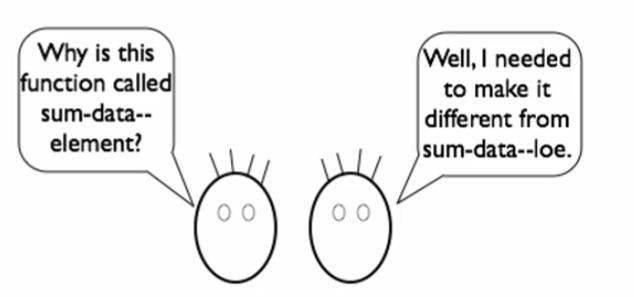 Why is this
function called
sum-data--
element?
Well, I needed
to make it
different from
sum-data--loe.